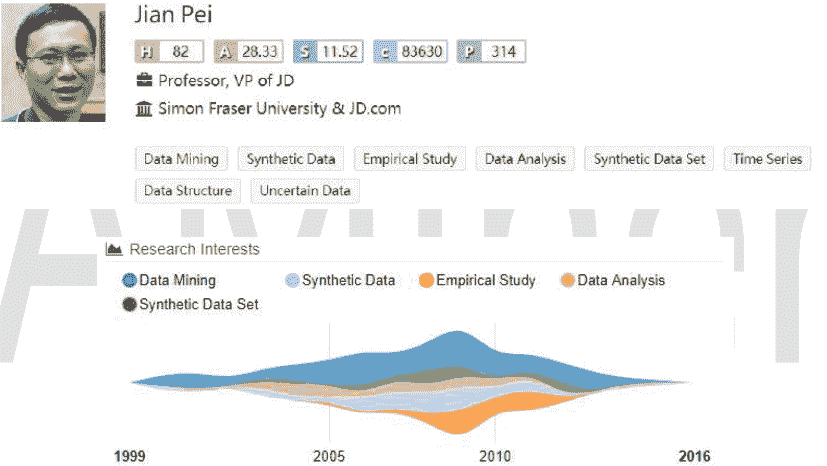 Jian Pei
H 82 A 28.33 S 11.52 C 83630 P 314
Professor, VP of JD
Simon Fraser University & JD.com
Data Mining Synthetic Data Empirical Study Data Analysis Synthetic Data Set Time Series
Data Structure Uncertain Data
Research Interests
Data Mining Synthetic Data Empirical Study Data Analysis
Synthetic Data Set
1999 2005 2010 2016